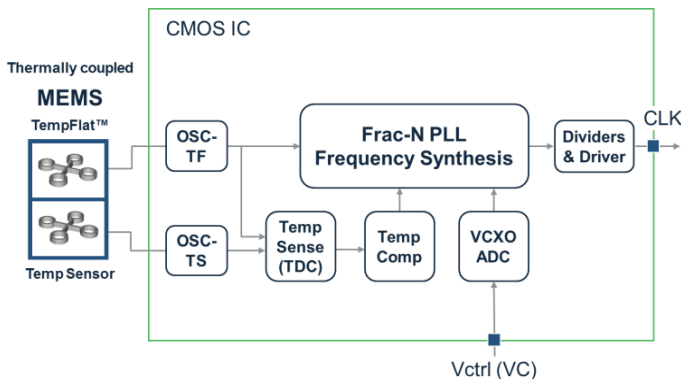 CMOS IC
Thermally coupled
MEMS
TempFlat™
OSC-
TF
Frac-N PLL
Frequency Synthesis
Dividers
& Driver
CLK
OSC-
TS
Temp
Sense
(TDC)
Temp
Comp
VCXO
ADC
Temp Sensor
Vctrl (VC)